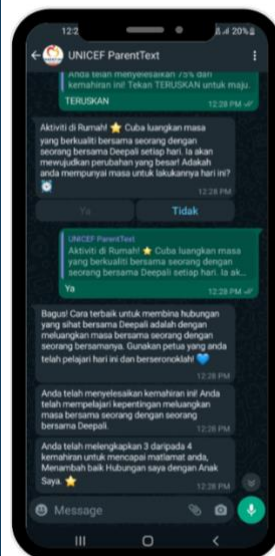 12:2
20%
UNICEF ParentText
Anda telah menyelesaikan 75% dari
kemahiran ini! Tekan TERUSKAN untuk maju.
TERUSKAN
12:28 PM
Aktiviti di Rumah! ⭐ Cuba luangkan masa
yang berkualiti bersama seorang dengan
seorang bersama Deepali setiap hari. Ia akan
mewujudkan perubahan yang besar! Adakah
anda mempunyai masa untuk lakukannya hari ini?
⏰
12:28 PM
Ya
Tidak
UNICEF ParentText
Aktiviti di Rumah! ⭐ Cuba luangkan masa
yang berkualiti bersama seorang dengan
seorang bersama Deepali setiap hari. Ia ak...
Ya
12:28 PM
Bagus! Cara terbaik untuk membina hubungan
yang sihat bersama Deepali adalah dengan
meluangkan masa bersama seorang dengan
seorang bersamanya. Gunakan petua yang anda
telah pelajari hari ini dan berseronoklah! 💙
12:28 PM
Anda telah menyelesaikan kemahiran ini! Anda
telah mempelajari kepentingan meluangkan
masa bersama seorang dengan seorang
bersama Deepali.
12:28 PM
Anda telah melengkapkan 3 daripada 4
kemahiran untuk mencapai matlamat anda,
Menambah baik Hubungan saya dengan Anak
Saya. ⭐
12:28 PM
Message